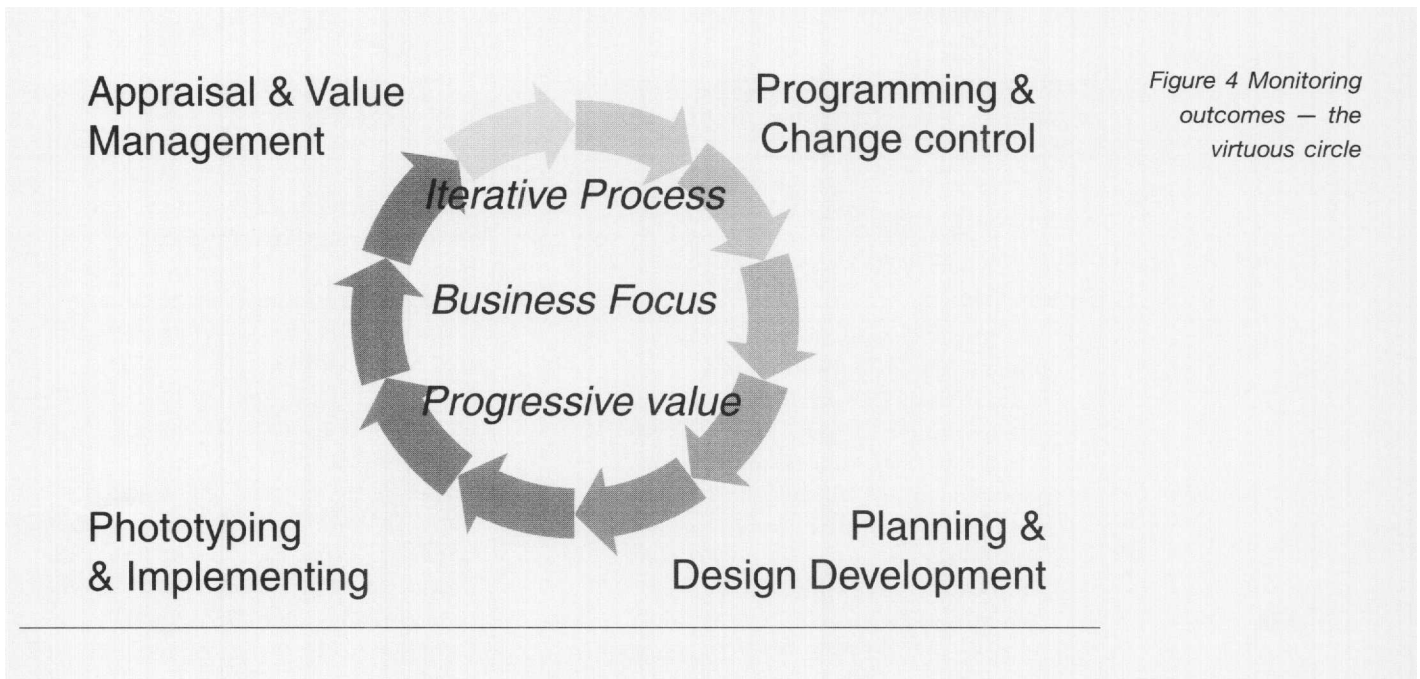 Appraisal & Value
Management
Programming &
Change control
Figure 4 Monitoring
outcomes — the
virtuous circle
Iterative Process
Business Focus
Progressive value
Phototyping
& Implementing
Planning &
Design Development